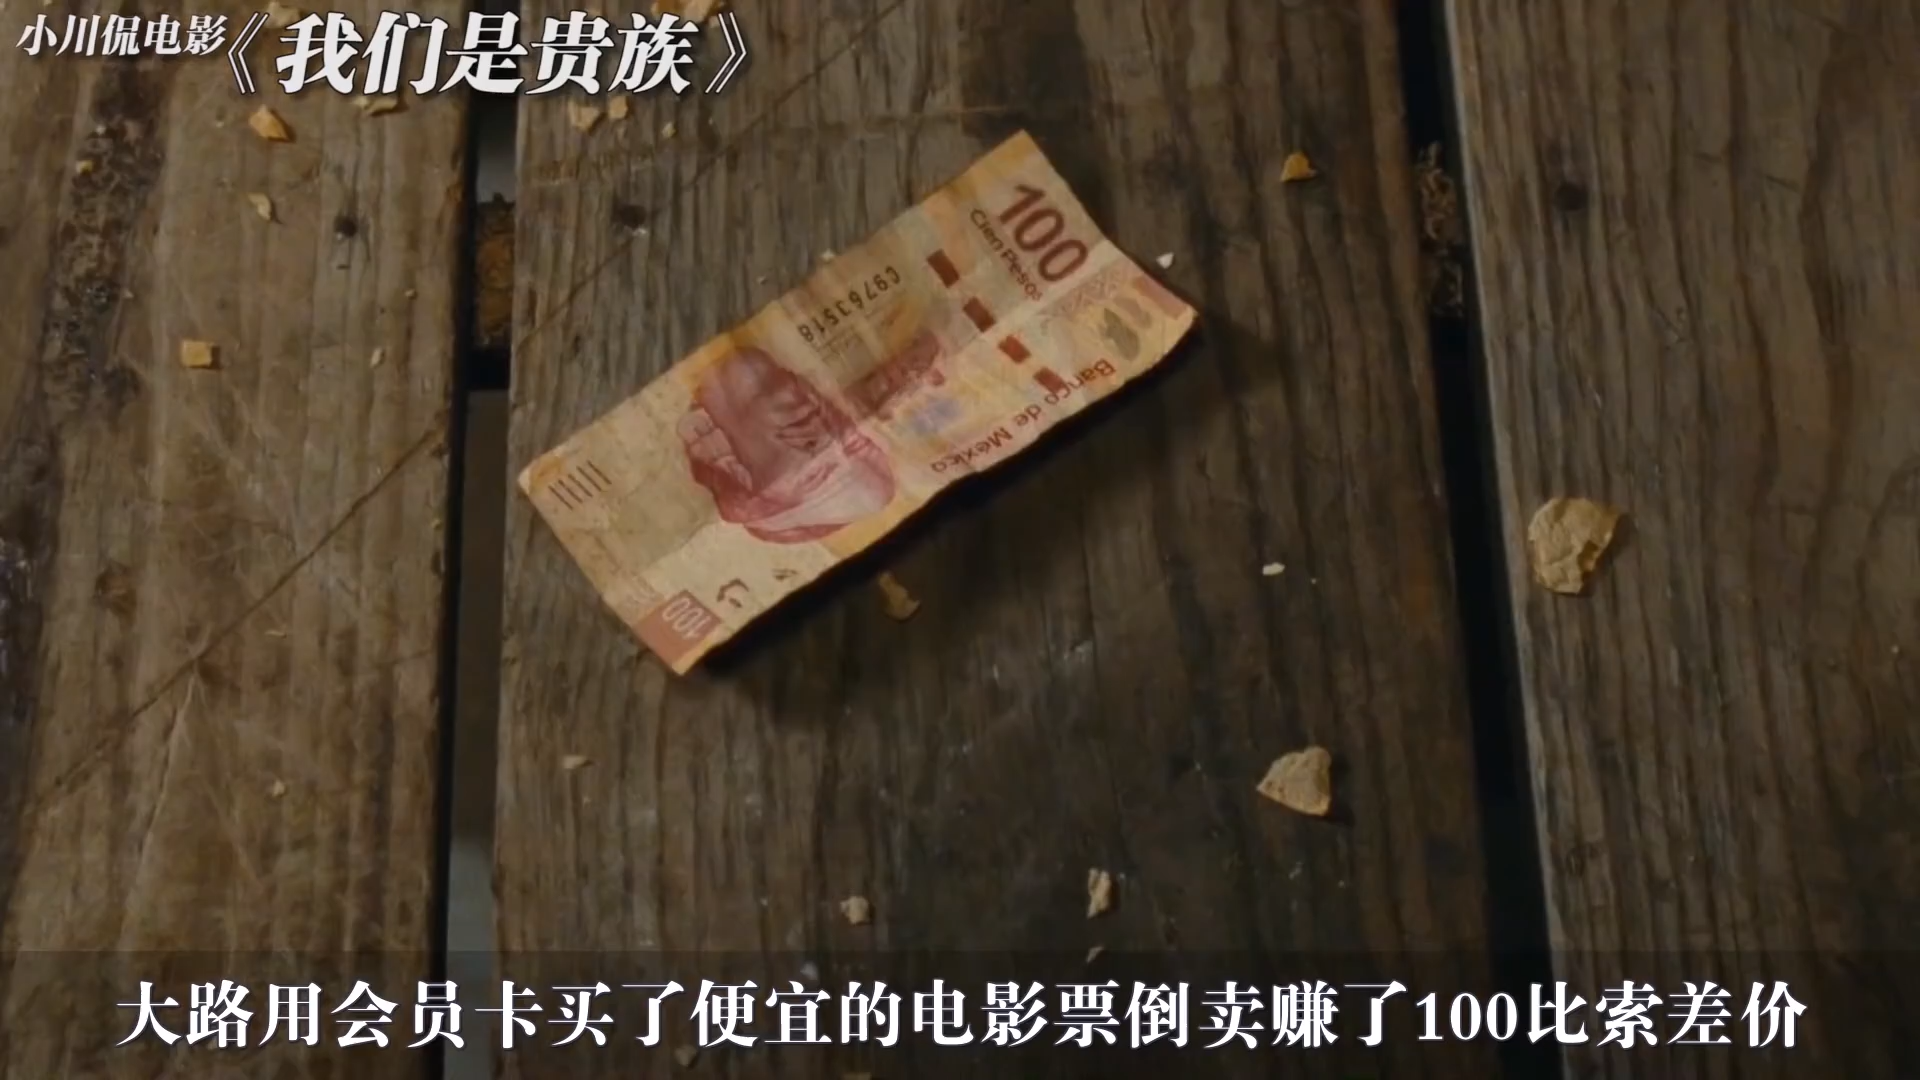 小川侃电影
《我们是贵族》
100
Cien Pesos
C9763518
Banco de México
100
大路用会员卡买了便宜的电影票倒卖赚了100比索差价